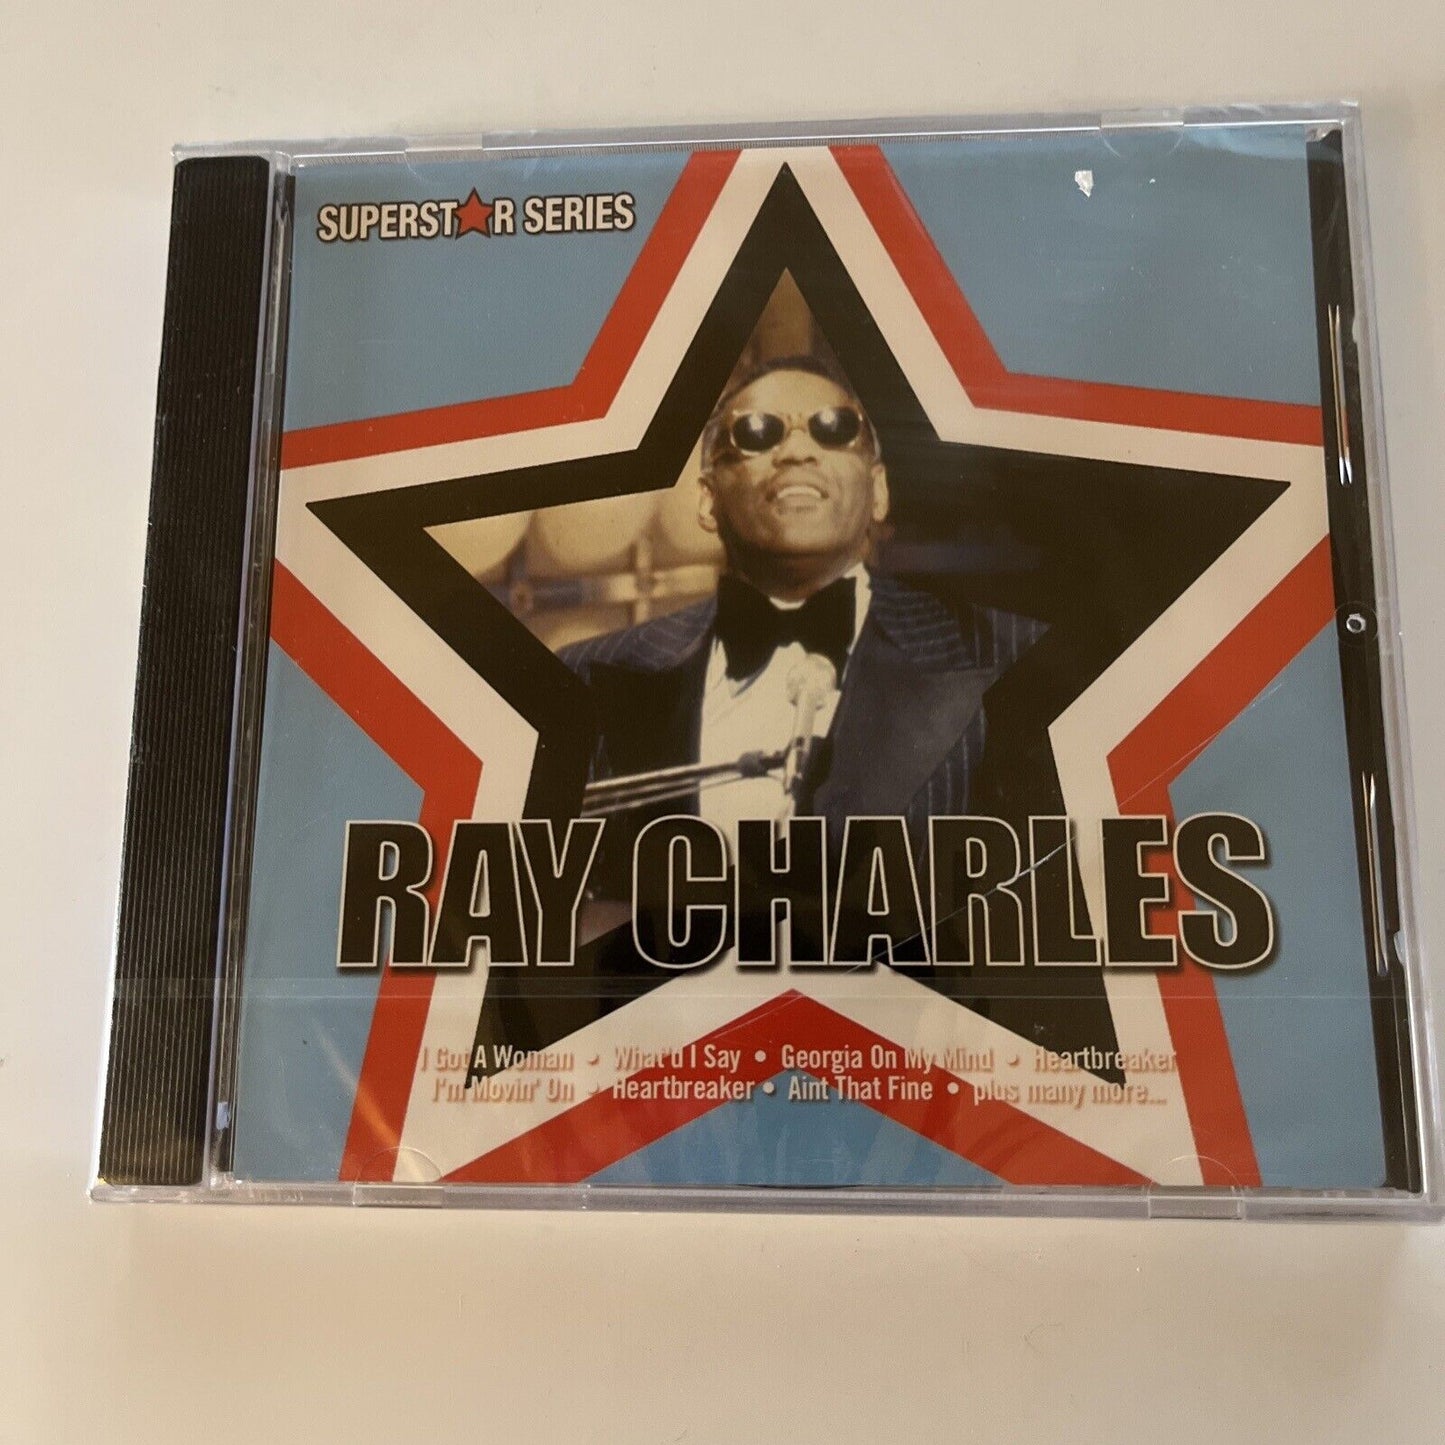 SUPERST★R SERIES
RAY CHARLES
I Got A Woman • What'd I Say • Georgia On My Mind • Heartbreaker
I'm Movin' On • Heartbreaker • Aint That Fine • plus many more...